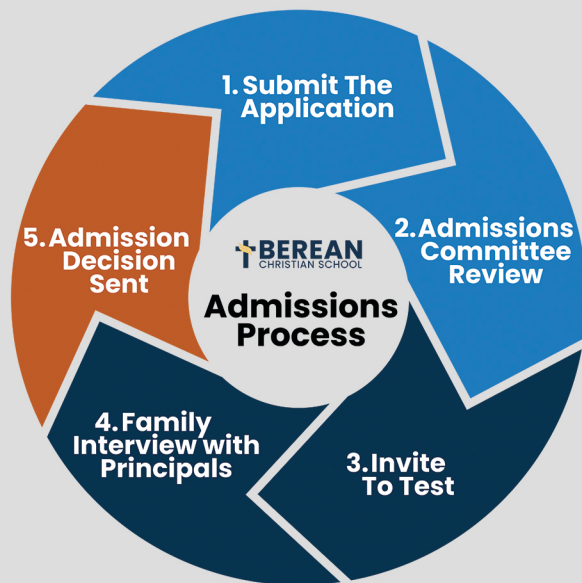 1. Submit The
Application
2. Admissions
Committee
Review
3. Invite
To Test
4. Family
Interview with
Principals
5. Admission
Decision
Sent
BEREAN
CHRISTIAN SCHOOL
Admissions
Process